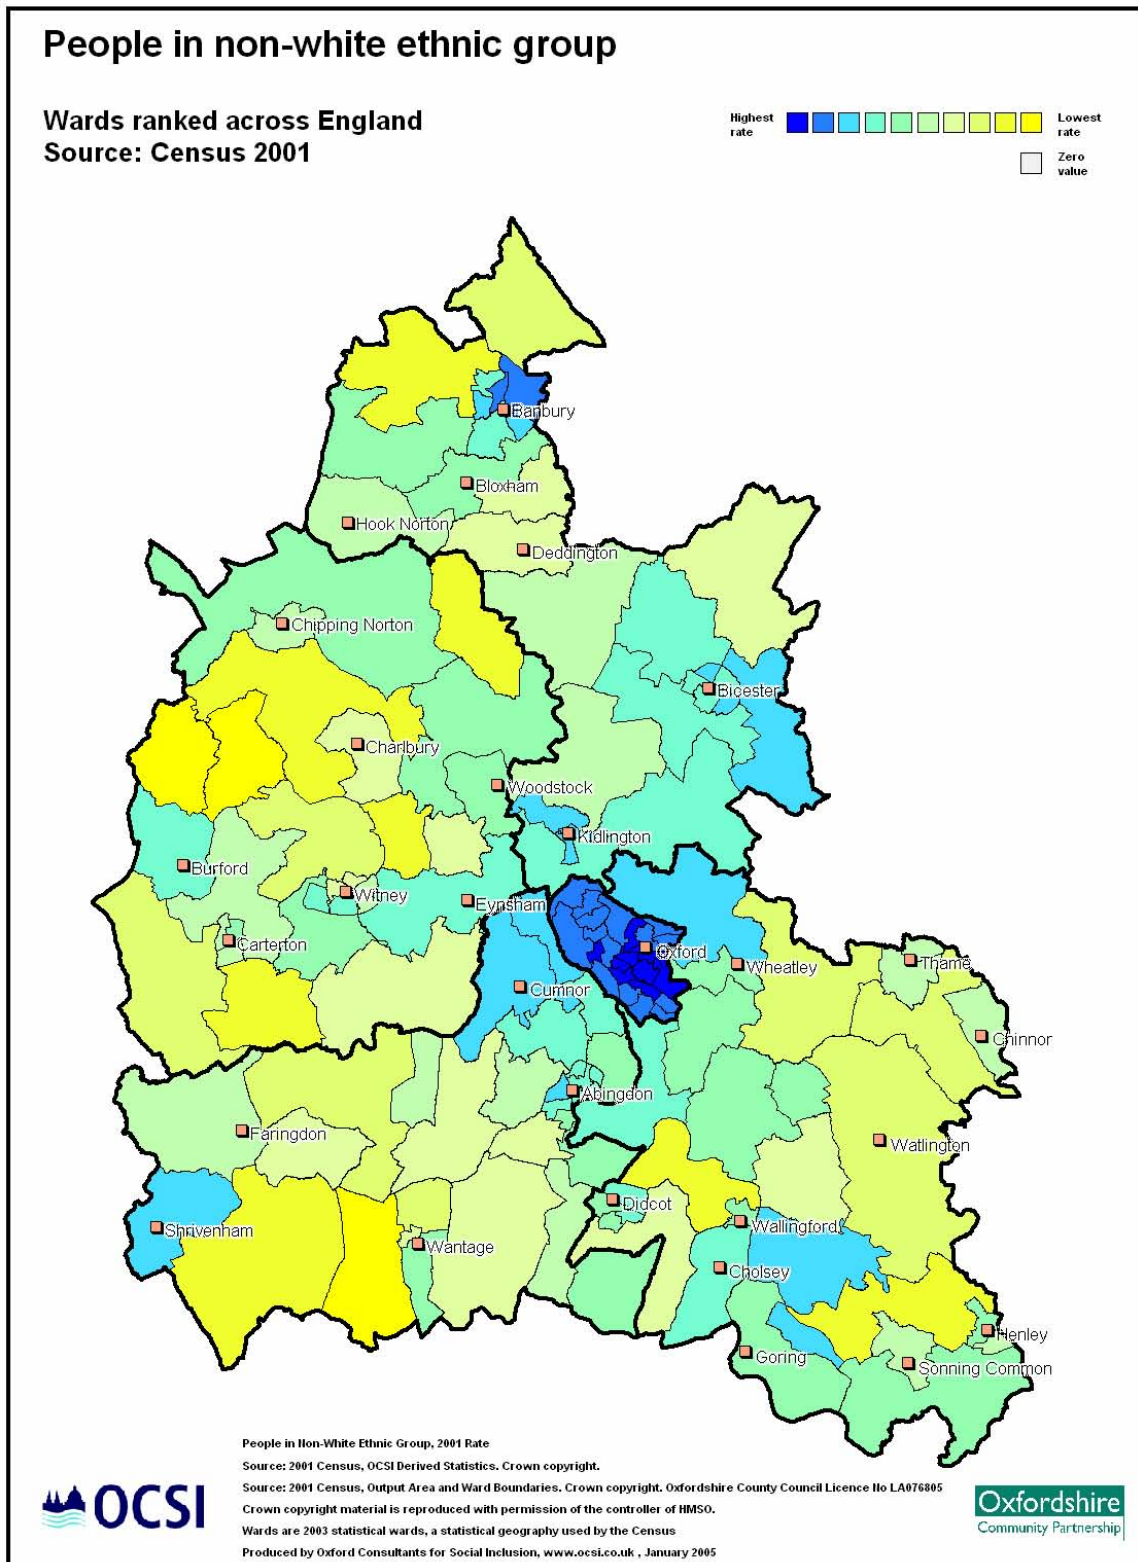 People in non-white ethnic group
Wards ranked across England
Source: Census 2001
Highest
rate
Lowest
rate
Zero
value
Banbury
Bloxham
Hook Norton
Deddington
Chipping Norton
Bicester
Charlbury
Woodstock
Kidlington
Burford
Witney
Eynsham
Carterton
Oxford
Wheatley
Thame
Cumnor
Chinnor
Abingdon
Faringdon
Watlington
Didcot
Shrivenham
Wallingford
Wantage
Cholsey
Henley
Goring
Sonning Common
People in Non-White Ethnic Group, 2001 Rate
Source: 2001 Census, OCSI Derived Statistics. Crown copyright.
Source: 2001 Census, Output Area and Ward Boundaries. Crown copyright. Oxfordshire County Council Licence No LA076805
Crown copyright material is reproduced with permission of the controller of HMSO.
Wards are 2003 statistical wards, a statistical geography used by the Census
Produced by Oxford Consultants for Social Inclusion, www.ocsi.co.uk , January 2005
OCSI
Oxfordshire
Community Partnership